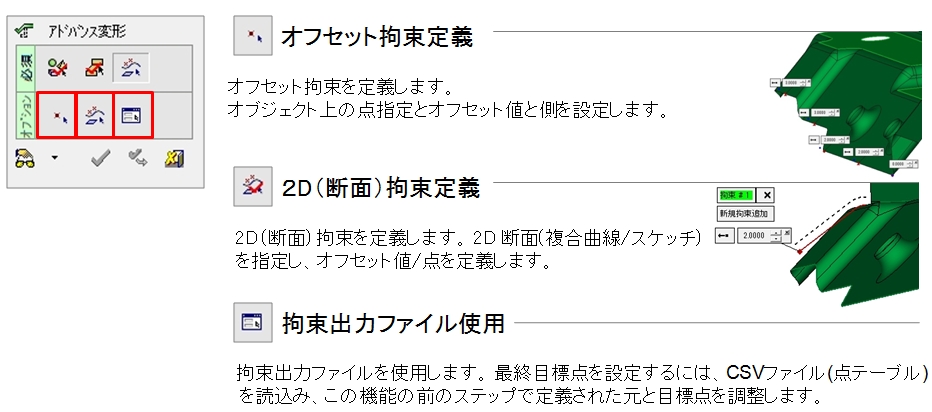 アドバンス変形
必須
オプション
オフセット拘束定義
オフセット拘束を定義します。
オブジェクト上の点指定とオフセット値と側を設定します。
2.0000
2.0000
2.0000
0.0000
2D(断面)拘束定義
2D(断面)拘束を定義します。2D断面(複合曲線/スケッチ)
を指定し、オフセット値/点を定義します。
拘束 # 1
新規拘束追加
2.0000
拘束出力ファイル使用
拘束出力ファイルを使用します。最終目標点を設定するには、CSVファイル(点テーブル)
を読込み、この機能の前のステップで定義された元と目標点を調整します。